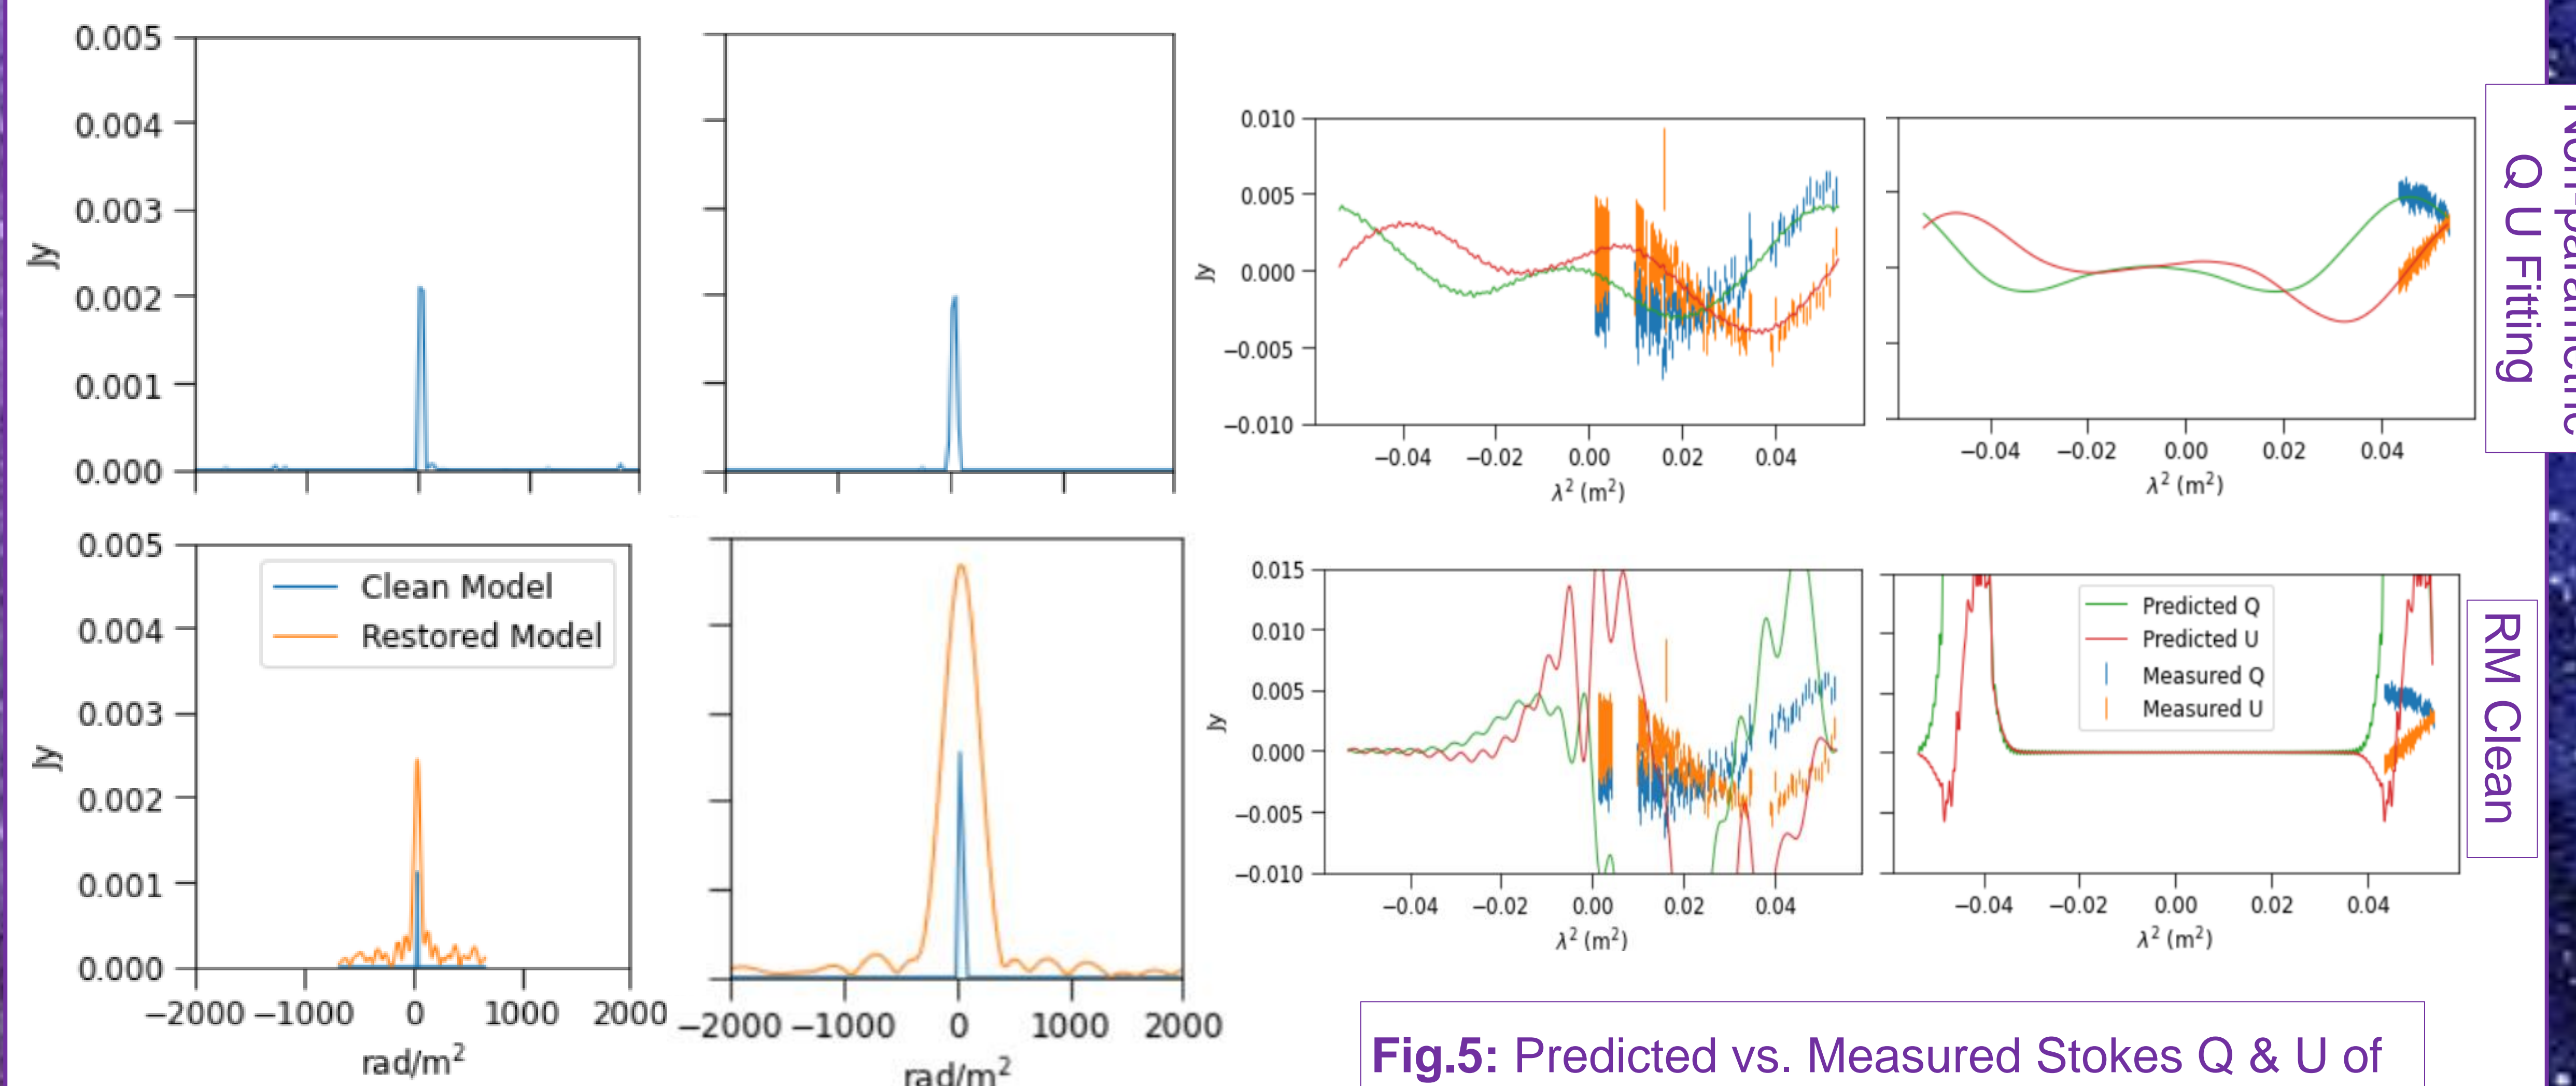 0.005
0.004
0.003
0.002
0.001
0.000
Jy
0.010
0.005
0.000
−0.005
−0.010
Jy
−0.04 −0.02 0.00 0.02 0.04
λ² (m²)
−0.04 −0.02 0.00 0.02 0.04
λ² (m²)
Q U Fitting
0.005
0.004
0.003
0.002
0.001
0.000
Jy
Clean Model
Restored Model
−2000 −1000 0 1000 2000
rad/m²
−2000 −1000 0 1000 2000
rad/m²
0.015
0.010
0.005
0.000
−0.005
−0.010
Jy
−0.04 −0.02 0.00 0.02 0.04
λ² (m²)
Predicted Q
Predicted U
Measured Q
Measured U
−0.04 −0.02 0.00 0.02 0.04
λ² (m²)
RM Clean
Fig.5: Predicted vs. Measured Stokes Q & U of